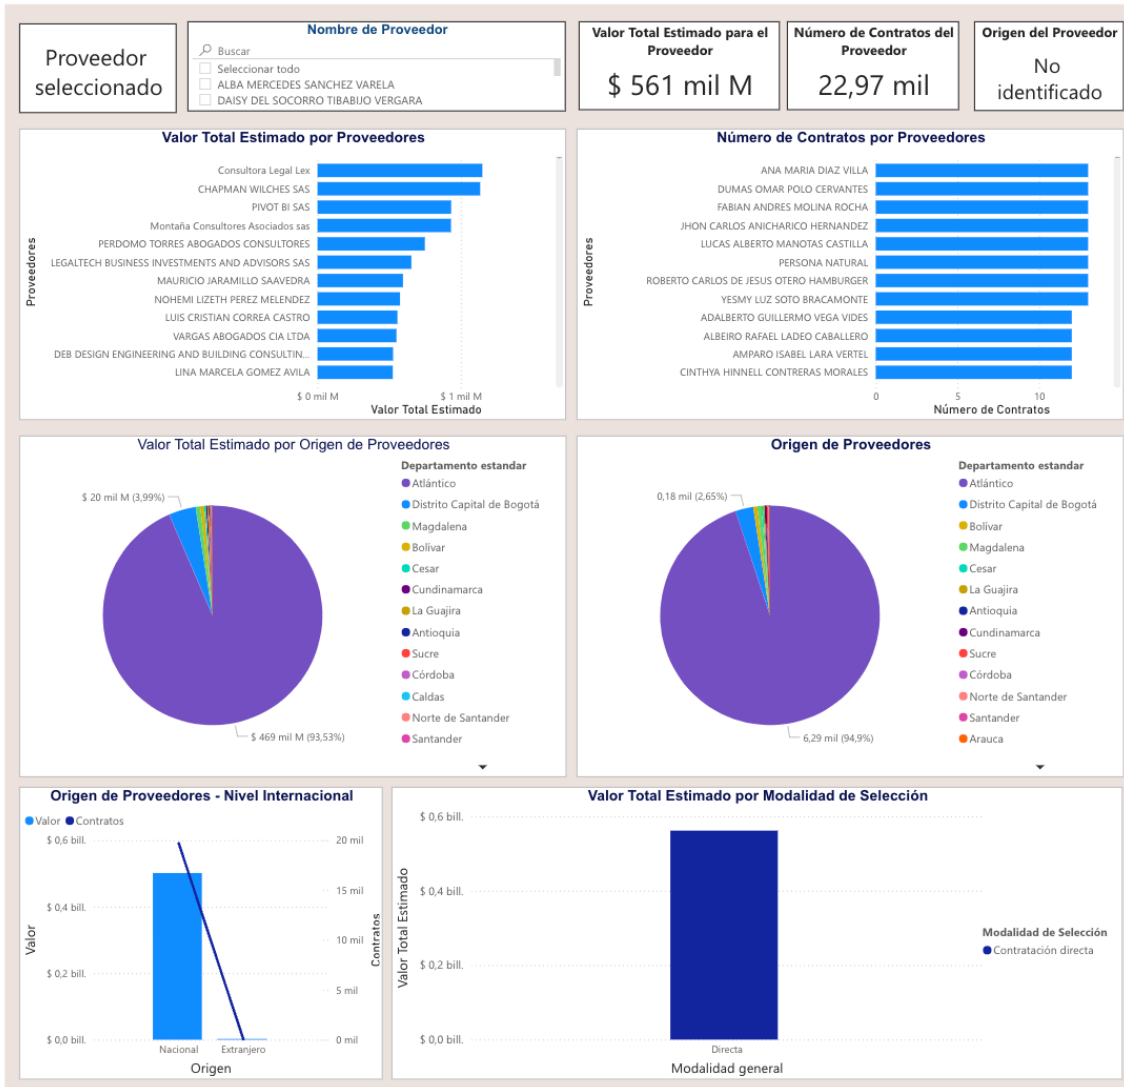 Proveedor
seleccionado
Nombre de Proveedor
Buscar
Seleccionar todo
ALBA MERCEDES SANCHEZ VARELA
DAISY DEL SOCORRO TIBABIJO VERGARA
Valor Total Estimado para el
Proveedor
$ 561 mil M
Número de Contratos del
Proveedor
22,97 mil
Origen del Proveedor
No
identificado
Valor Total Estimado por Proveedores
Proveedores
Consultora Legal Lex
CHAPMAN WILCHES SAS
PIVOT BI SAS
Montaña Consultores Asociados sas
PERDOMO TORRES ABOGADOS CONSULTORES
LEGALTECH BUSINESS INVESTMENTS AND ADVISORS SAS
MAURICIO JARAMILLO SAAVEDRA
NOHEMI LIZETH PEREZ MELENDEZ
LUIS CRISTIAN CORREA CASTRO
VARGAS ABOGADOS CIA LTDA
DEB DESIGN ENGINEERING AND BUILDING CONSULTIN...
LINA MARCELA GOMEZ AVILA
$ 0 mil M
$ 1 mil M
Valor Total Estimado
Número de Contratos por Proveedores
Proveedores
ANA MARIA DIAZ VILLA
DUMAS OMAR POLO CERVANTES
FABIAN ANDRES MOLINA ROCHA
JHON CARLOS ANICHARICO HERNANDEZ
LUCAS ALBERTO MANOTAS CASTILLA
PERSONA NATURAL
ROBERTO CARLOS DE JESUS OTERO HAMBURGER
YESMY LUZ SOTO BRACAMONTE
ADALBERTO GUILLERMO VEGA VIDES
ALBEIRO RAFAEL LADEO CABALLERO
AMPARO ISABEL LARA VERTEL
CINTHYA HINNELL CONTRERAS MORALES
0
5
10
Número de Contratos
Valor Total Estimado por Origen de Proveedores
$ 20 mil M (3,99%)
$ 469 mil M (93,53%)
Departamento estandar
Atlántico
Distrito Capital de Bogotá
Magdalena
Bolívar
Cesar
Cundinamarca
La Guajira
Antioquia
Sucre
Córdoba
Caldas
Norte de Santander
Santander
Origen de Proveedores
0,18 mil (2,65%)
6,29 mil (94,9%)
Departamento estandar
Atlántico
Distrito Capital de Bogotá
Bolívar
Magdalena
Cesar
La Guajira
Antioquia
Cundinamarca
Sucre
Córdoba
Norte de Santander
Santander
Arauca
Origen de Proveedores - Nivel Internacional
Valor
Contratos
Valor
$ 0,6 bill.
$ 0,4 bill.
$ 0,2 bill.
$ 0,0 bill.
20 mil
15 mil
10 mil
5 mil
0 mil
Contratos
Nacional
Extranjero
Origen
Valor Total Estimado por Modalidad de Selección
Valor Total Estimado
$ 0,6 bill.
$ 0,4 bill.
$ 0,2 bill.
$ 0,0 bill.
Directa
Modalidad general
Modalidad de Selección
Contratación directa